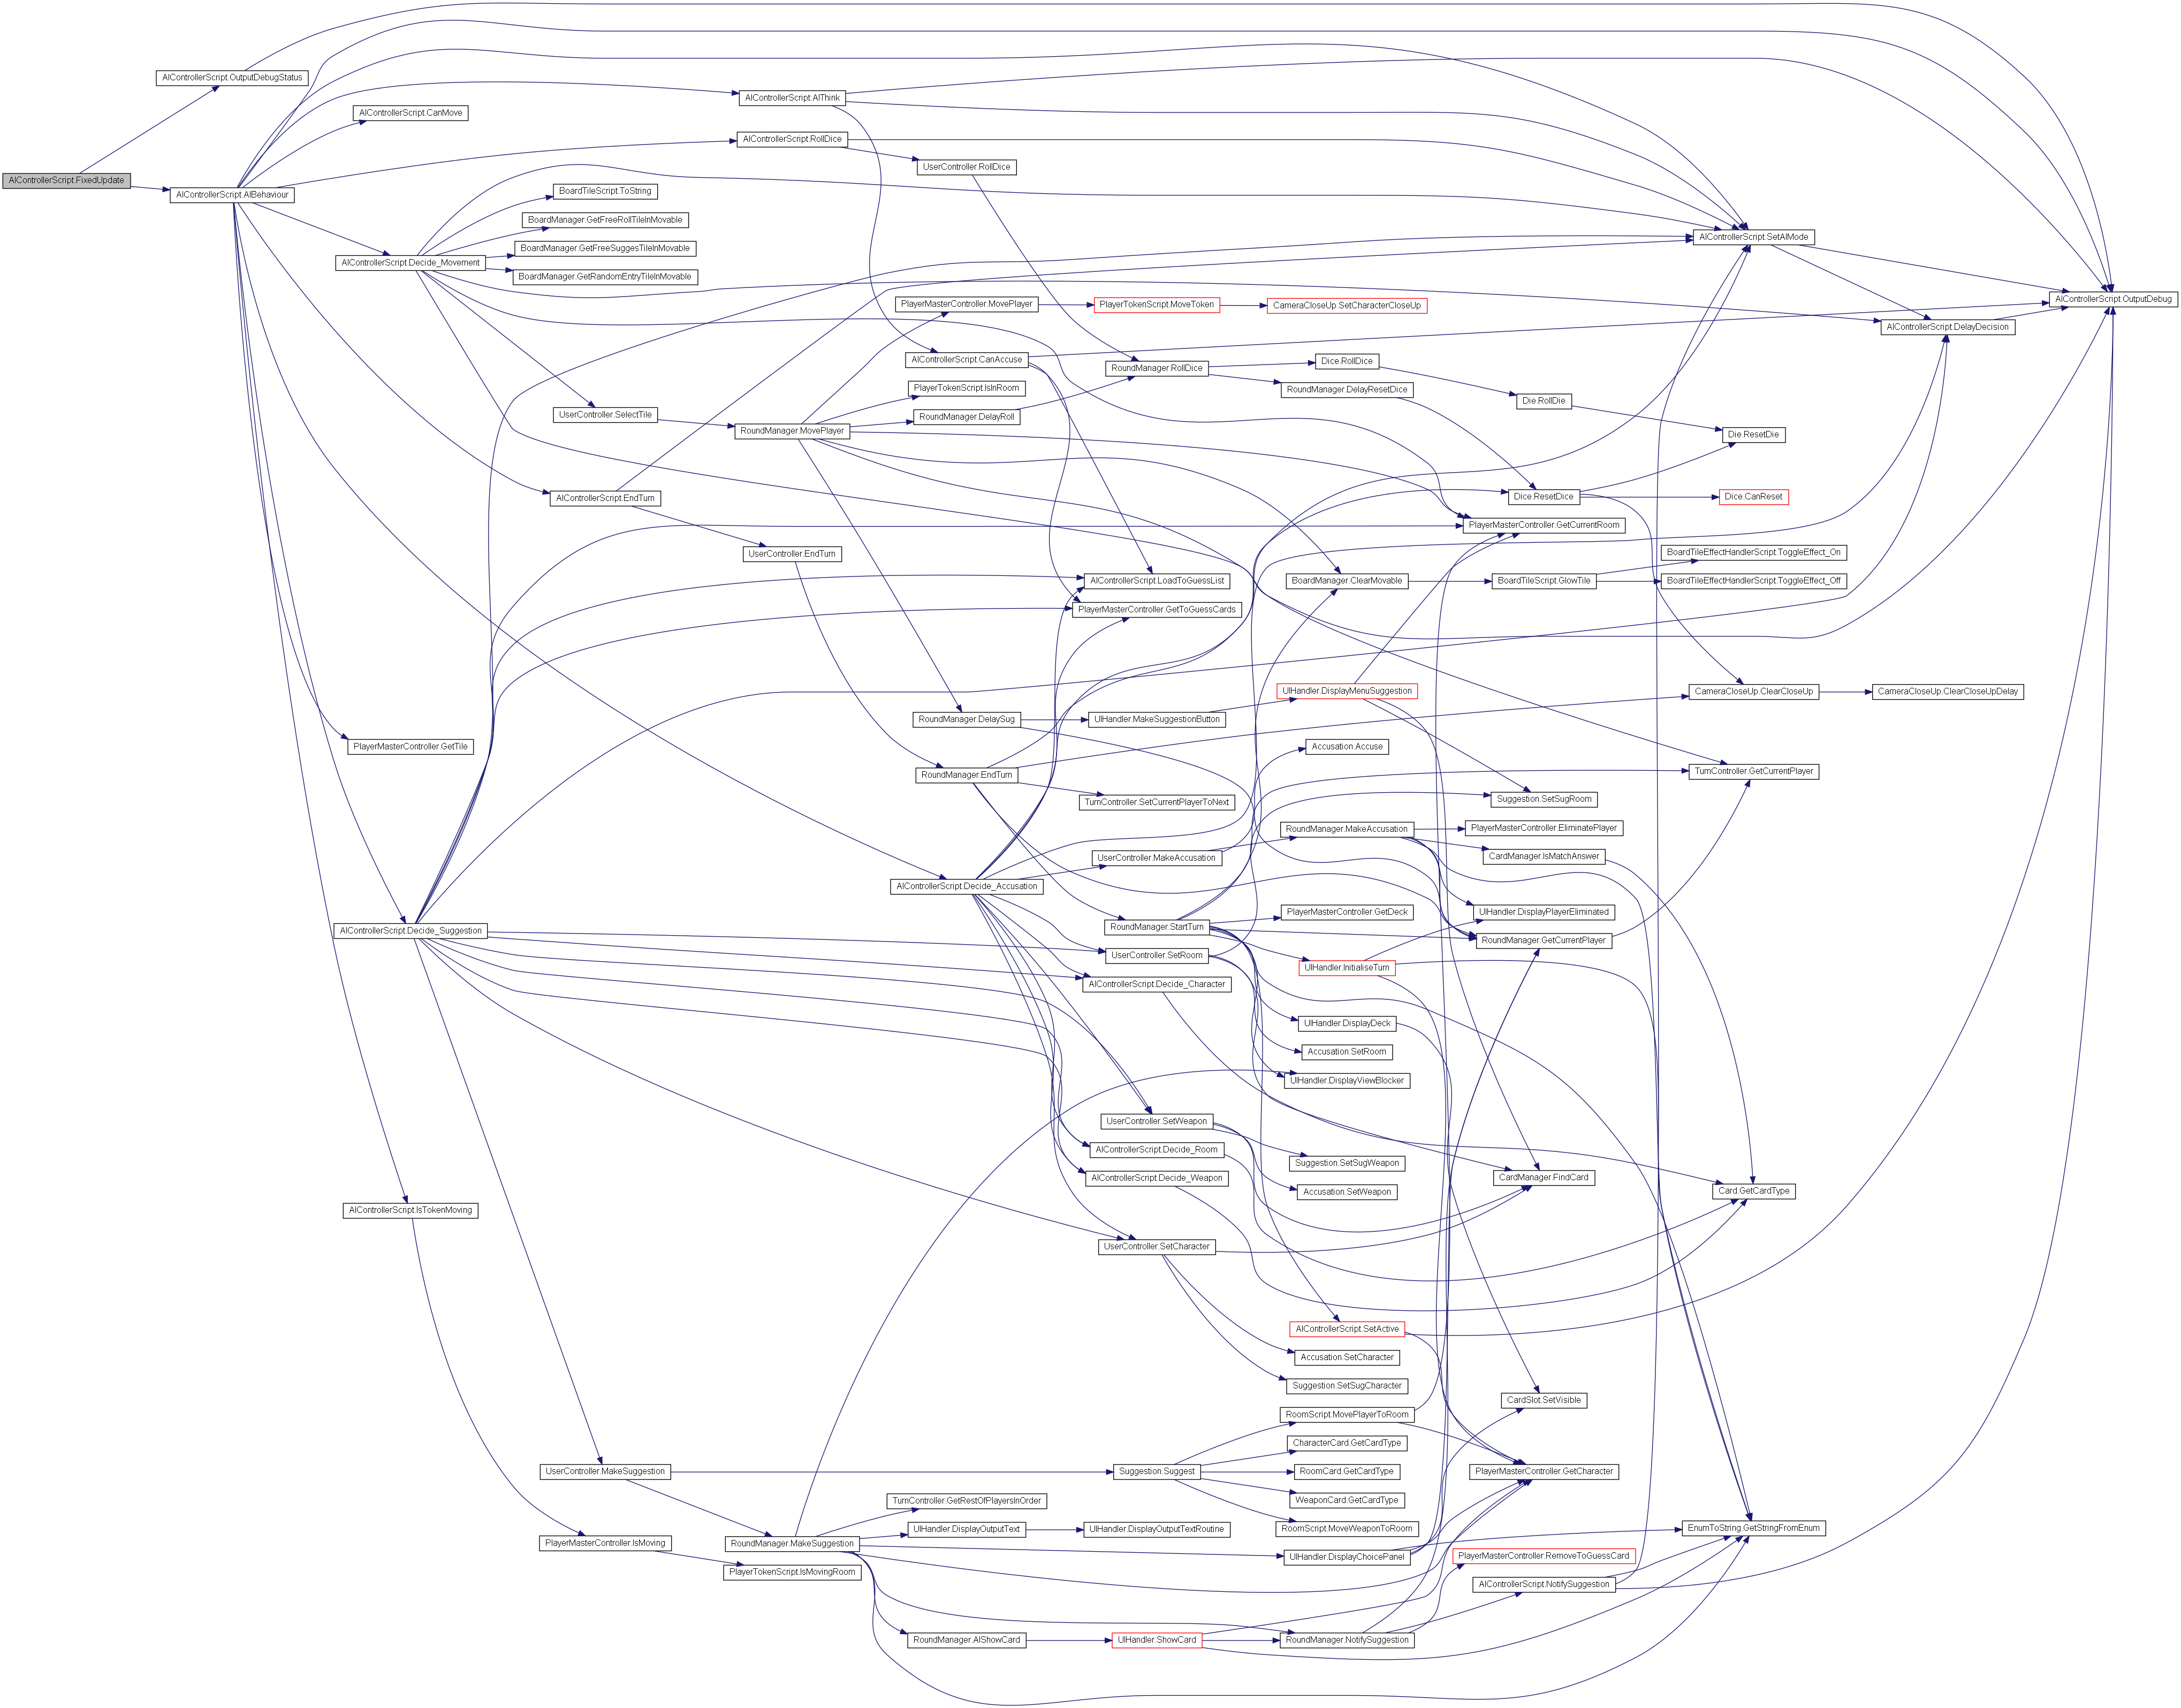 AIControllerScript.FixedUpdate
AIControllerScript.OutputDebugStatus
AIControllerScript.AIBehaviour
AIControllerScript.CanMove
AIControllerScript.Decide_Movement
PlayerMasterController.GetTile
AIControllerScript.Decide_Suggestion
AIControllerScript.IsTokenMoving
BoardTileScript.ToString
BoardManager.GetFreeRollTileInMovable
BoardManager.GetFreeSuggesTileInMovable
BoardManager.GetRandomEntryTileInMovable
UserController.SelectTile
AIControllerScript.EndTurn
UserController.MakeSuggestion
PlayerMasterController.IsMoving
AIControllerScript.AIThink
AIControllerScript.RollDice
RoundManager.MovePlayer
UserController.EndTurn
RoundManager.MakeSuggestion
PlayerTokenScript.IsMovingRoom
UserController.RollDice
PlayerMasterController.MovePlayer
AIControllerScript.CanAccuse
PlayerTokenScript.IsInRoom
RoundManager.DelayRoll
RoundManager.DelaySug
RoundManager.EndTurn
AIControllerScript.Decide_Accusation
TurnController.GetRestOfPlayersInOrder
UIHandler.DisplayOutputText
RoundManager.AIShowCard
PlayerTokenScript.MoveToken
RoundManager.RollDice
AIControllerScript.LoadToGuessList
PlayerMasterController.GetToGuessCards
UIHandler.MakeSuggestionButton
TurnController.SetCurrentPlayerToNext
UserController.MakeAccusation
RoundManager.StartTurn
UserController.SetRoom
AIControllerScript.Decide_Character
UserController.SetWeapon
AIControllerScript.Decide_Room
AIControllerScript.Decide_Weapon
UserController.SetCharacter
Suggestion.Suggest
UIHandler.DisplayOutputTextRoutine
UIHandler.ShowCard
CameraCloseUp.SetCharacterCloseUp
Dice.RollDice
RoundManager.DelayResetDice
BoardManager.ClearMovable
UIHandler.DisplayMenuSuggestion
Accusation.Accuse
RoundManager.MakeAccusation
PlayerMasterController.GetDeck
UIHandler.InitialiseTurn
UIHandler.DisplayDeck
Accusation.SetRoom
UIHandler.DisplayViewBlocker
Suggestion.SetSugWeapon
Accusation.SetWeapon
AIControllerScript.SetActive
Accusation.SetCharacter
Suggestion.SetSugCharacter
RoomScript.MovePlayerToRoom
CharacterCard.GetCardType
RoomCard.GetCardType
WeaponCard.GetCardType
RoomScript.MoveWeaponToRoom
UIHandler.DisplayChoicePanel
RoundManager.NotifySuggestion
Die.RollDie
Dice.ResetDice
PlayerMasterController.GetCurrentRoom
BoardTileScript.GlowTile
Suggestion.SetSugRoom
PlayerMasterController.EliminatePlayer
CardManager.IsMatchAnswer
UIHandler.DisplayPlayerEliminated
RoundManager.GetCurrentPlayer
CardManager.FindCard
CardSlot.SetVisible
PlayerMasterController.GetCharacter
PlayerMasterController.RemoveToGuessCard
AIControllerScript.NotifySuggestion
AIControllerScript.SetAIMode
Die.ResetDie
Dice.CanReset
BoardTileEffectHandlerScript.ToggleEffect_On
BoardTileEffectHandlerScript.ToggleEffect_Off
CameraCloseUp.ClearCloseUp
TurnController.GetCurrentPlayer
Card.GetCardType
EnumToString.GetStringFromEnum
AIControllerScript.DelayDecision
CameraCloseUp.ClearCloseUpDelay
AIControllerScript.OutputDebug